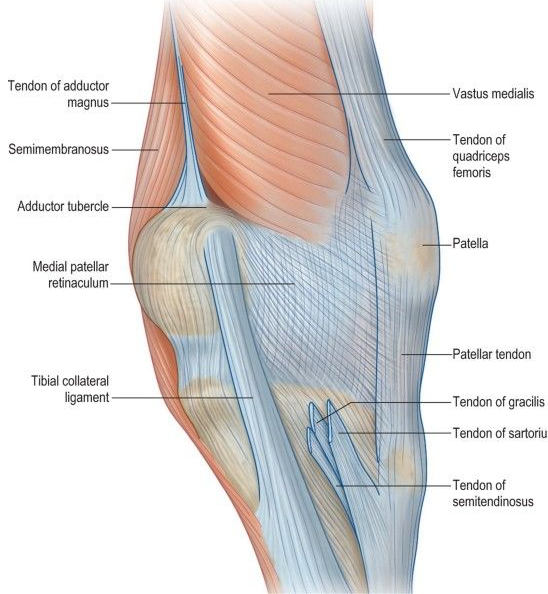 Tendon of adductor
magnus
Semimembranosus
Adductor tubercle
Medial patellar
retinaculum
Tibial collateral
ligament
Vastus medialis
Tendon of
quadriceps
femoris
Patella
Patellar tendon
Tendon of gracilis
Tendon of sartoriu
Tendon of
semitendinosus